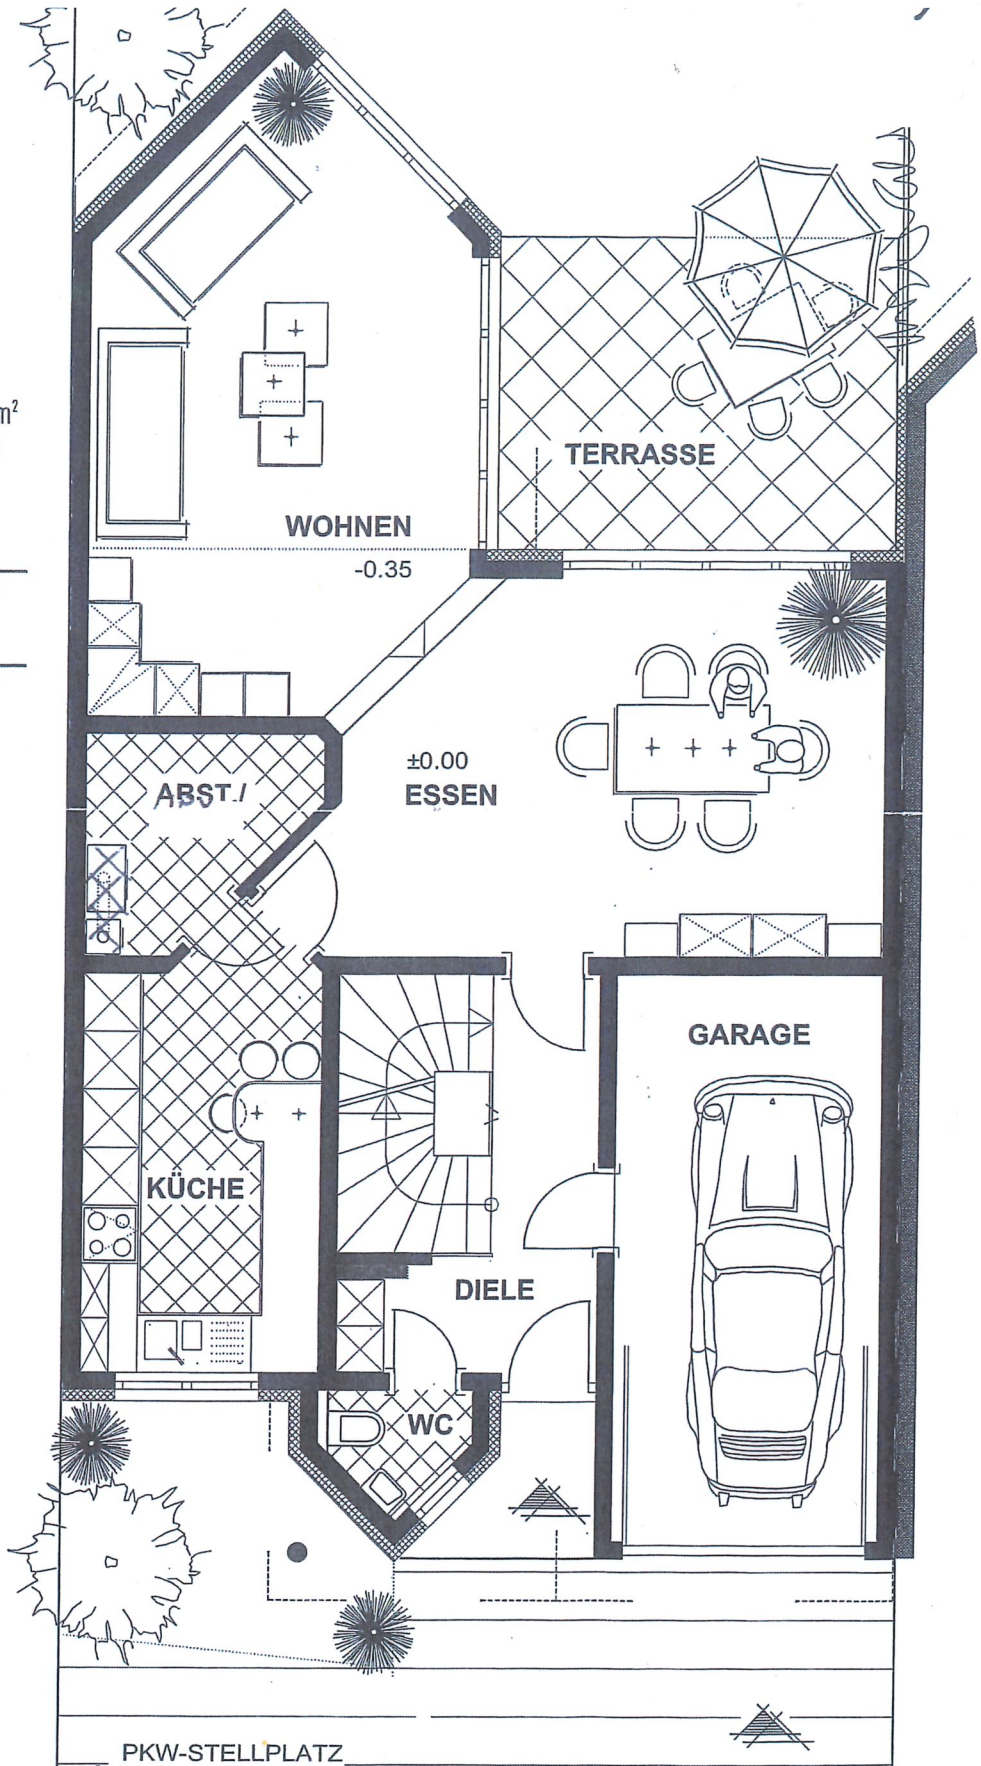 m²
TERRASSE
WOHNEN
-0.35
±0.00
ESSEN
ABST./
GARAGE
KÜCHE
DIELE
WC
PKW-STELLPLATZ